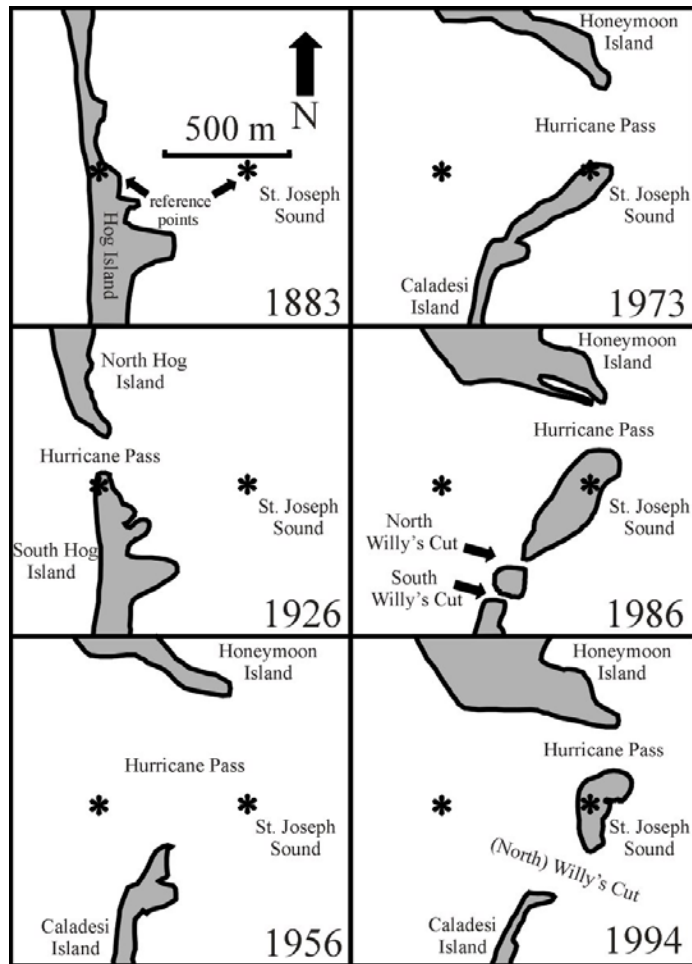 N
500 m
reference
points
St. Joseph
Sound
Hog Island
1883
North Hog
Island
Hurricane Pass
St. Joseph
Sound
South Hog
Island
1926
Honeymoon
Island
Hurricane Pass
St. Joseph
Sound
Caladesi
Island
1956
Honeymoon
Island
Hurricane Pass
St. Joseph
Sound
Caladesi
Island
1973
Honeymoon
Island
Hurricane Pass
St. Joseph
Sound
North
Willy's Cut
South
Willy's Cut
1986
Honeymoon
Island
Hurricane Pass
St. Joseph
Sound
(North) Willy's Cut
Caladesi
Island
1994